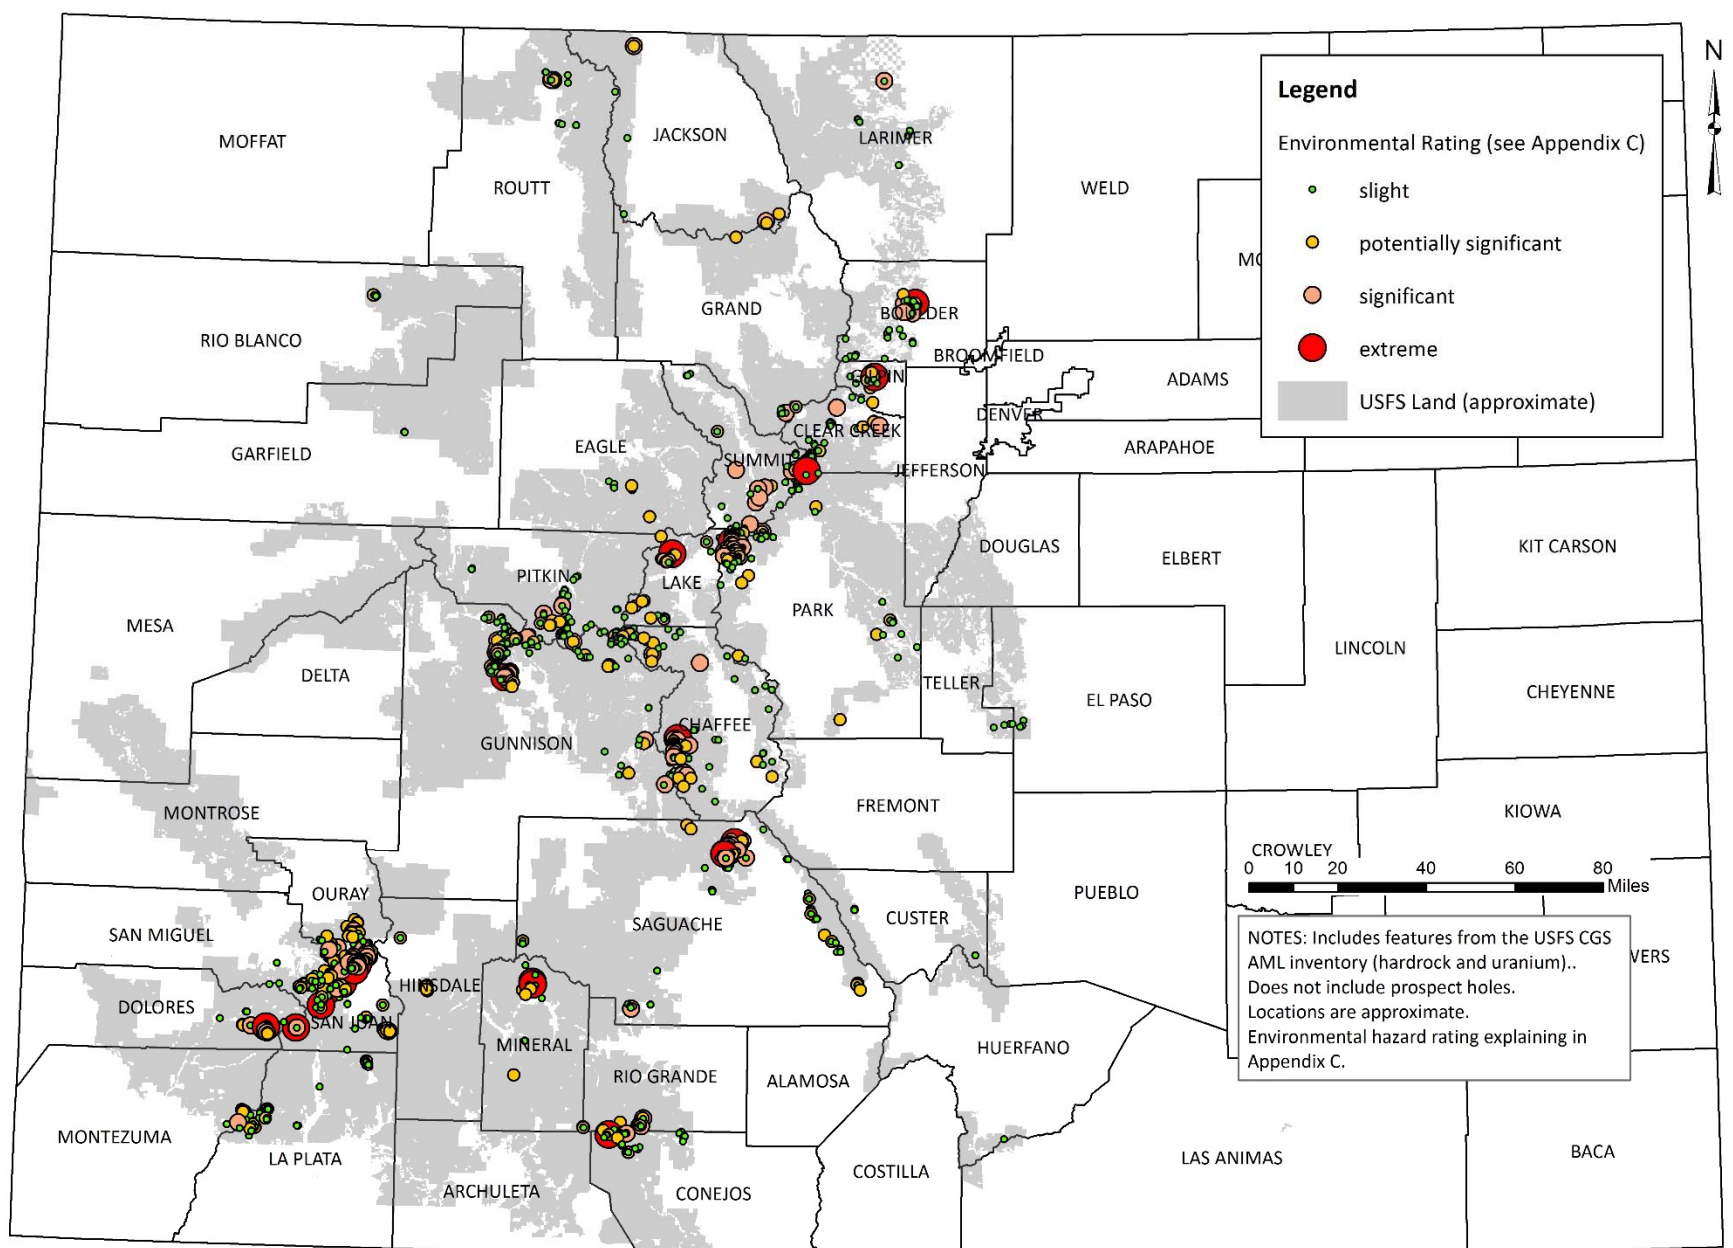 N
Legend
Environmental Rating (see Appendix C)
slight
potentially significant
significant
extreme
USFS Land (approximate)
MOFFAT
JACKSON
LARIMER
ROUTT
WELD
MO
GRAND
BOULDER
RIO BLANCO
BROOMFIELD
GILPIN
ADAMS
DENVER
CLEAR CREEK
EAGLE
ARAPAHOE
GARFIELD
SUMMIT
JEFFERSON
DOUGLAS
ELBERT
KIT CARSON
PITKIN
LAKE
PARK
MESA
LINCOLN
DELTA
TELLER
CHEYENNE
EL PASO
CHAFFEE
GUNNISON
MONTROSE
FREMONT
KIOWA
CROWLEY
0 10 20 40 60 80
Miles
OURAY
PUEBLO
CUSTER
SAGUACHE
SAN MIGUEL
NOTES: Includes features from the USFS CGS
AML inventory (hardrock and uranium)..
Does not include prospect holes.
Locations are approximate.
Environmental hazard rating explaining in
Appendix C.
WERS
HINSDALE
DOLORES
SAN JUAN
MINERAL
HUERFANO
RIO GRANDE
ALAMOSA
MONTEZUMA
LA PLATA
LAS ANIMAS
BACA
COSTILLA
ARCHULETA
CONEJOS